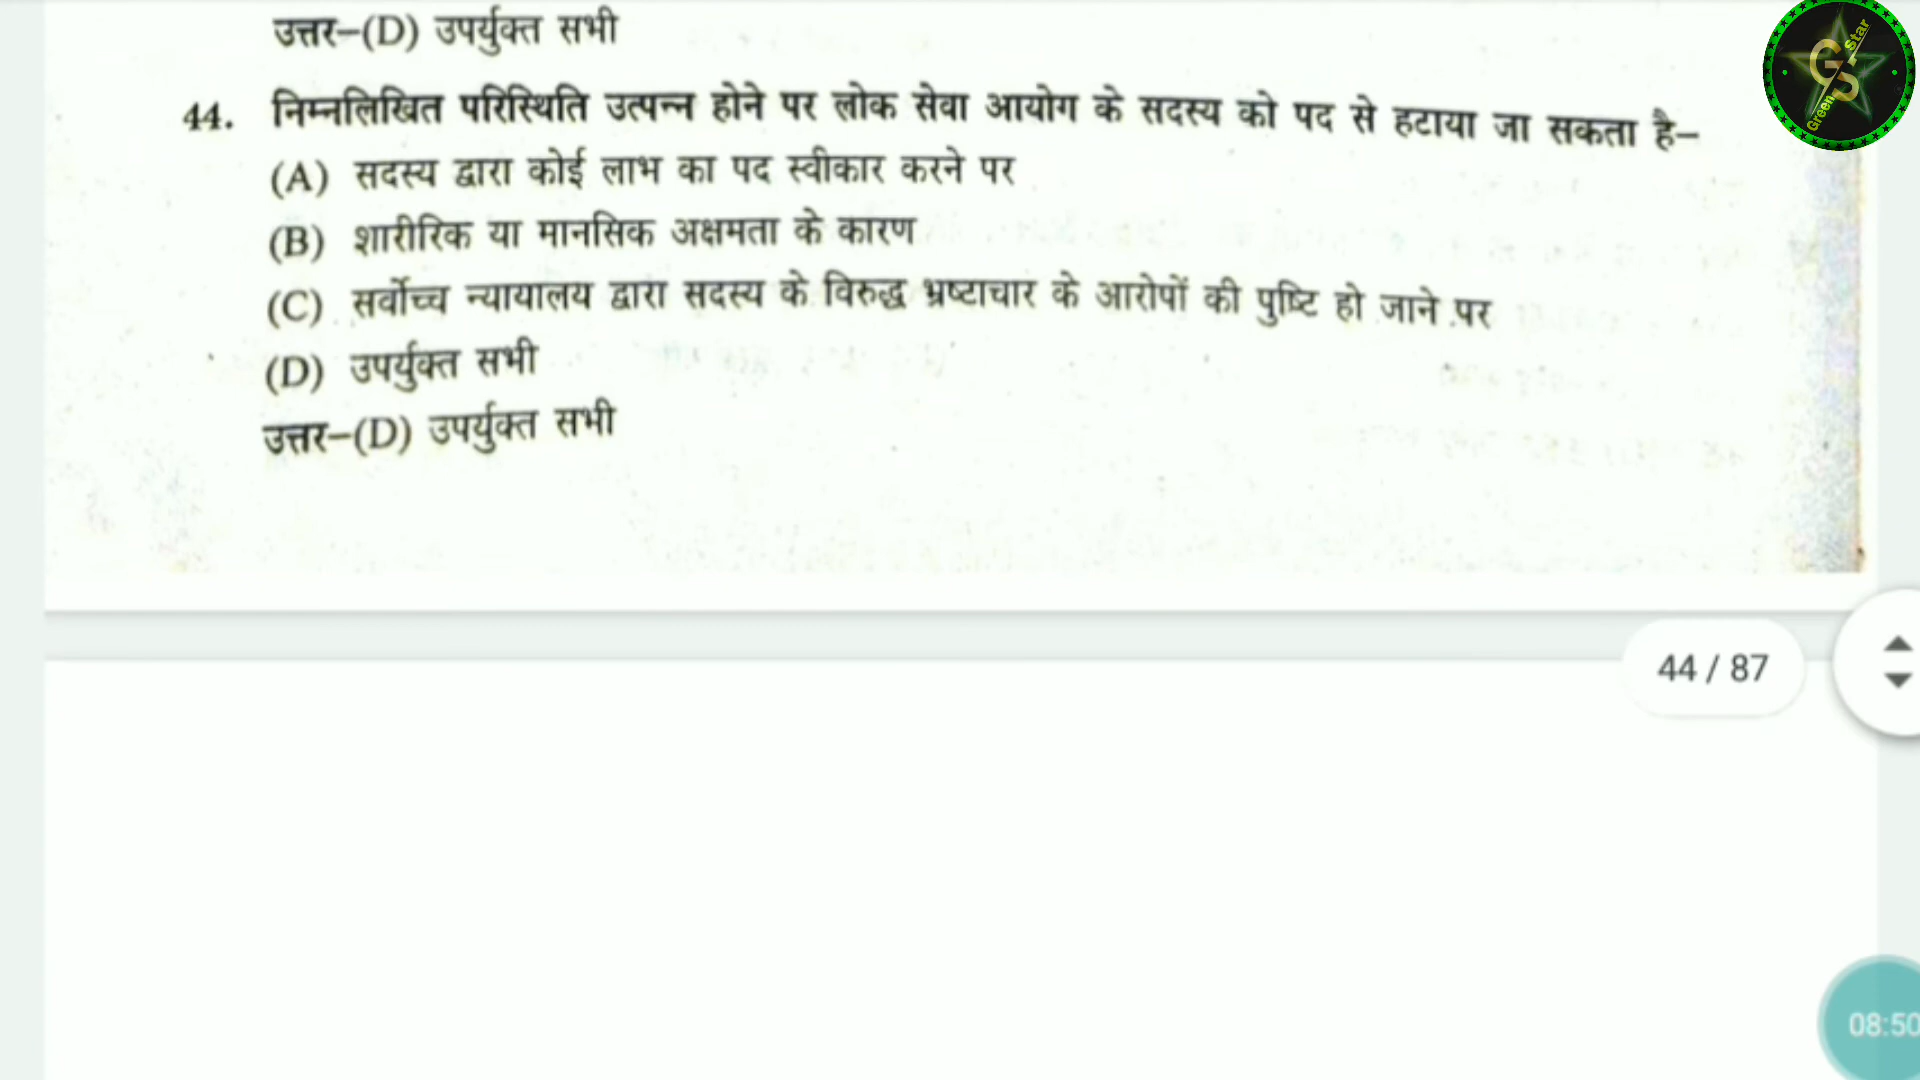 उत्तर–(D) उपर्युक्त सभी
44. निम्नलिखित परिस्थिति उत्पन्न होने पर लोक सेवा आयोग के सदस्य को पद से हटाया जा सकता है–
(A) सदस्य द्वारा कोई लाभ का पद स्वीकार करने पर
(B) शारीरिक या मानसिक अक्षमता के कारण
(C) सर्वोच्च न्यायालय द्वारा सदस्य के विरुद्ध भ्रष्टाचार के आरोपों की पुष्टि हो जाने पर
(D) उपर्युक्त सभी
उत्तर–(D) उपर्युक्त सभी
44 / 87
08:50
GS
Green Star